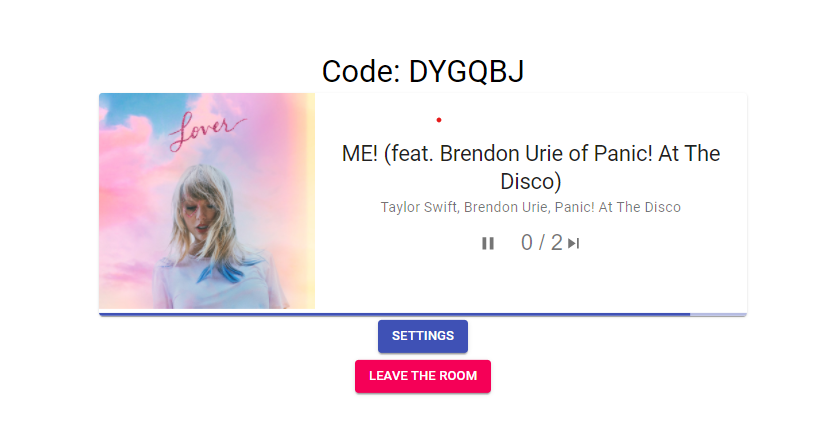 Code: DYGQBJ
Lover
ME! (feat. Brendon Urie of Panic! At The
Disco)
Taylor Swift, Brendon Urie, Panic! At The Disco
0 / 2
SETTINGS
LEAVE THE ROOM